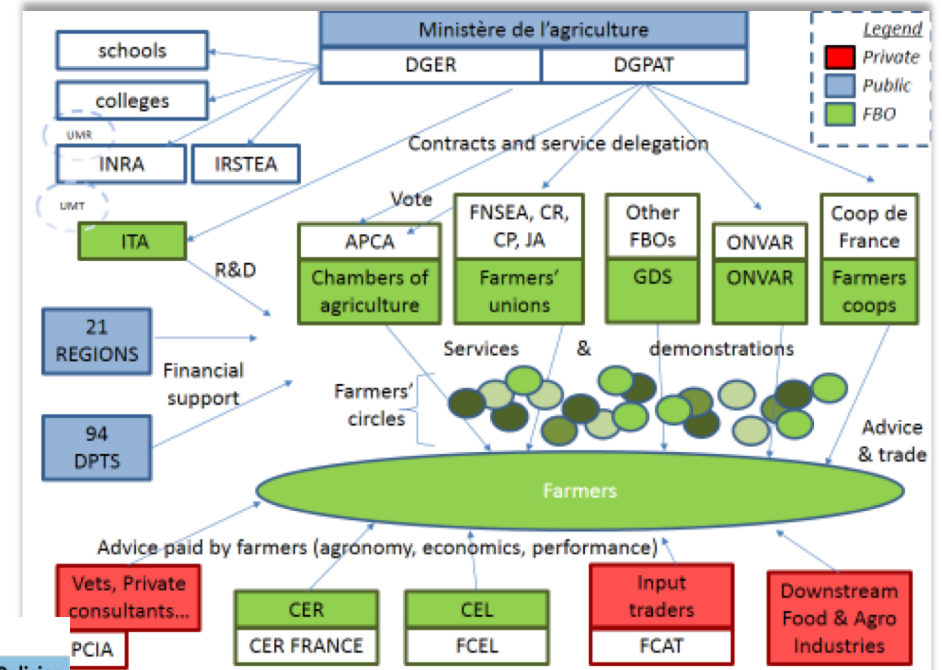 Ministère de l'agriculture
DGER
DGPAT
Legend
Private
Public
FBO
schools
colleges
UMR
INRA
IRSTEA
UMT
Contracts and service delegation
Vote
ITA
R&D
APCA
Chambers of
agriculture
FNSEA, CR,
CP, JA
Farmers'
unions
Other
FBOs
GDS
ONVAR
ONVAR
Coop de
France
Farmers
coops
21
REGIONS
Financial
support
94
DPTS
Services & demonstrations
Farmers'
circles
Advice
& trade
Farmers
Advice paid by farmers (agronomy, economics, performance)
Vets, Private
consultants...
PCIA
CER
CER FRANCE
CEL
FCEL
Input
traders
FCAT
Downstream
Food & Agro
Industries